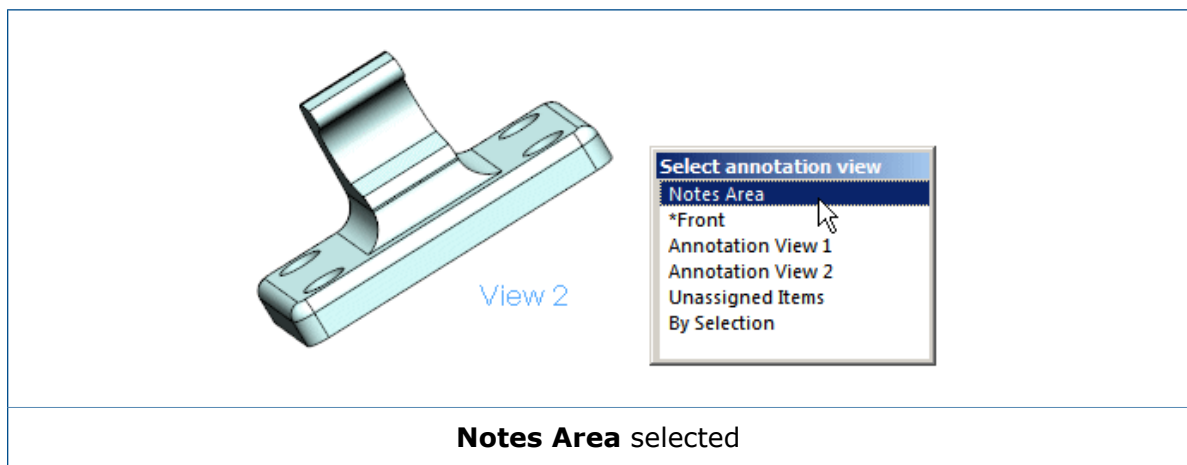 View 2
Select annotation view
Notes Area
*Front
Annotation View 1
Annotation View 2
Unassigned Items
By Selection
Notes Area selected